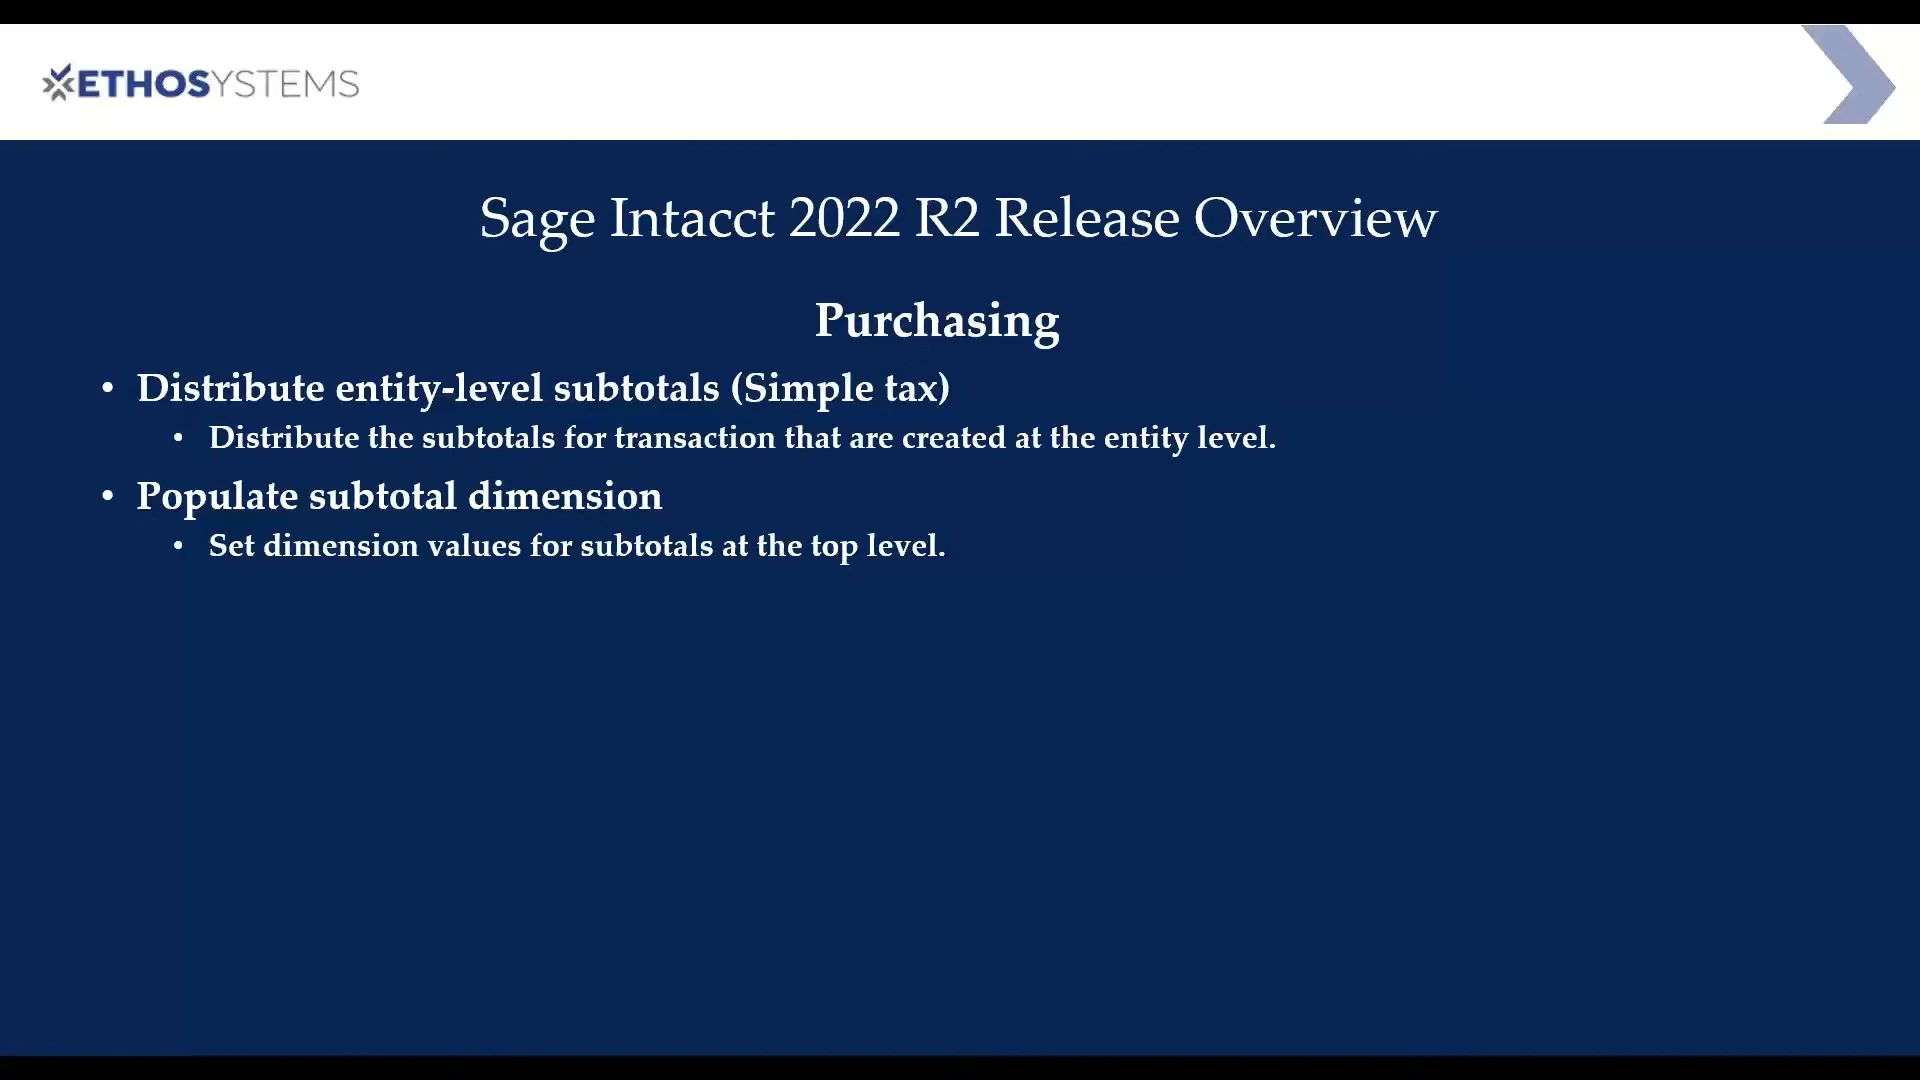 ETHOSYSTEMS
Sage Intacct 2022 R2 Release Overview
Purchasing
• Distribute entity-level subtotals (Simple tax)
• Distribute the subtotals for transaction that are created at the entity level.
• Populate subtotal dimension
• Set dimension values for subtotals at the top level.